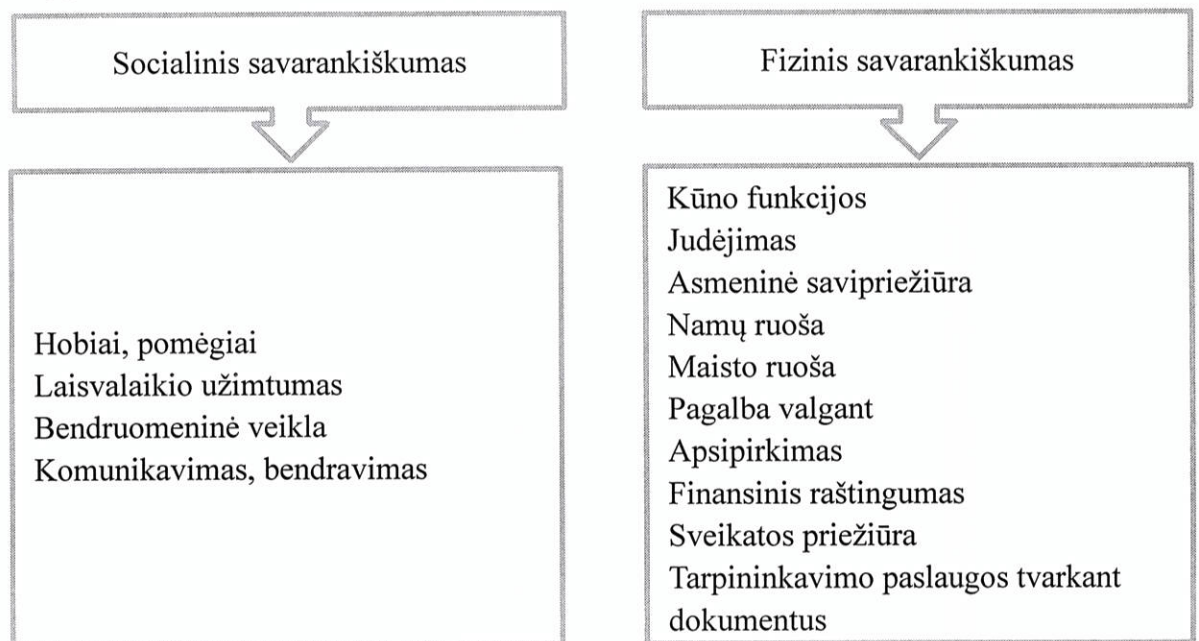 Socialinis savarankiškumas
Hobiai, pomėgiai
Laisvalaikio užimtumas
Bendruomeninė veikla
Komunikavimas, bendravimas
Fizinis savarankiškumas
Kūno funkcijos
Judėjimas
Asmeninė savipriežiūra
Namų ruoša
Maisto ruoša
Pagalba valgant
Apsipirkimas
Finansinis raštingumas
Sveikatos priežiūra
Tarpininkavimo paslaugos tvarkant
dokumentus